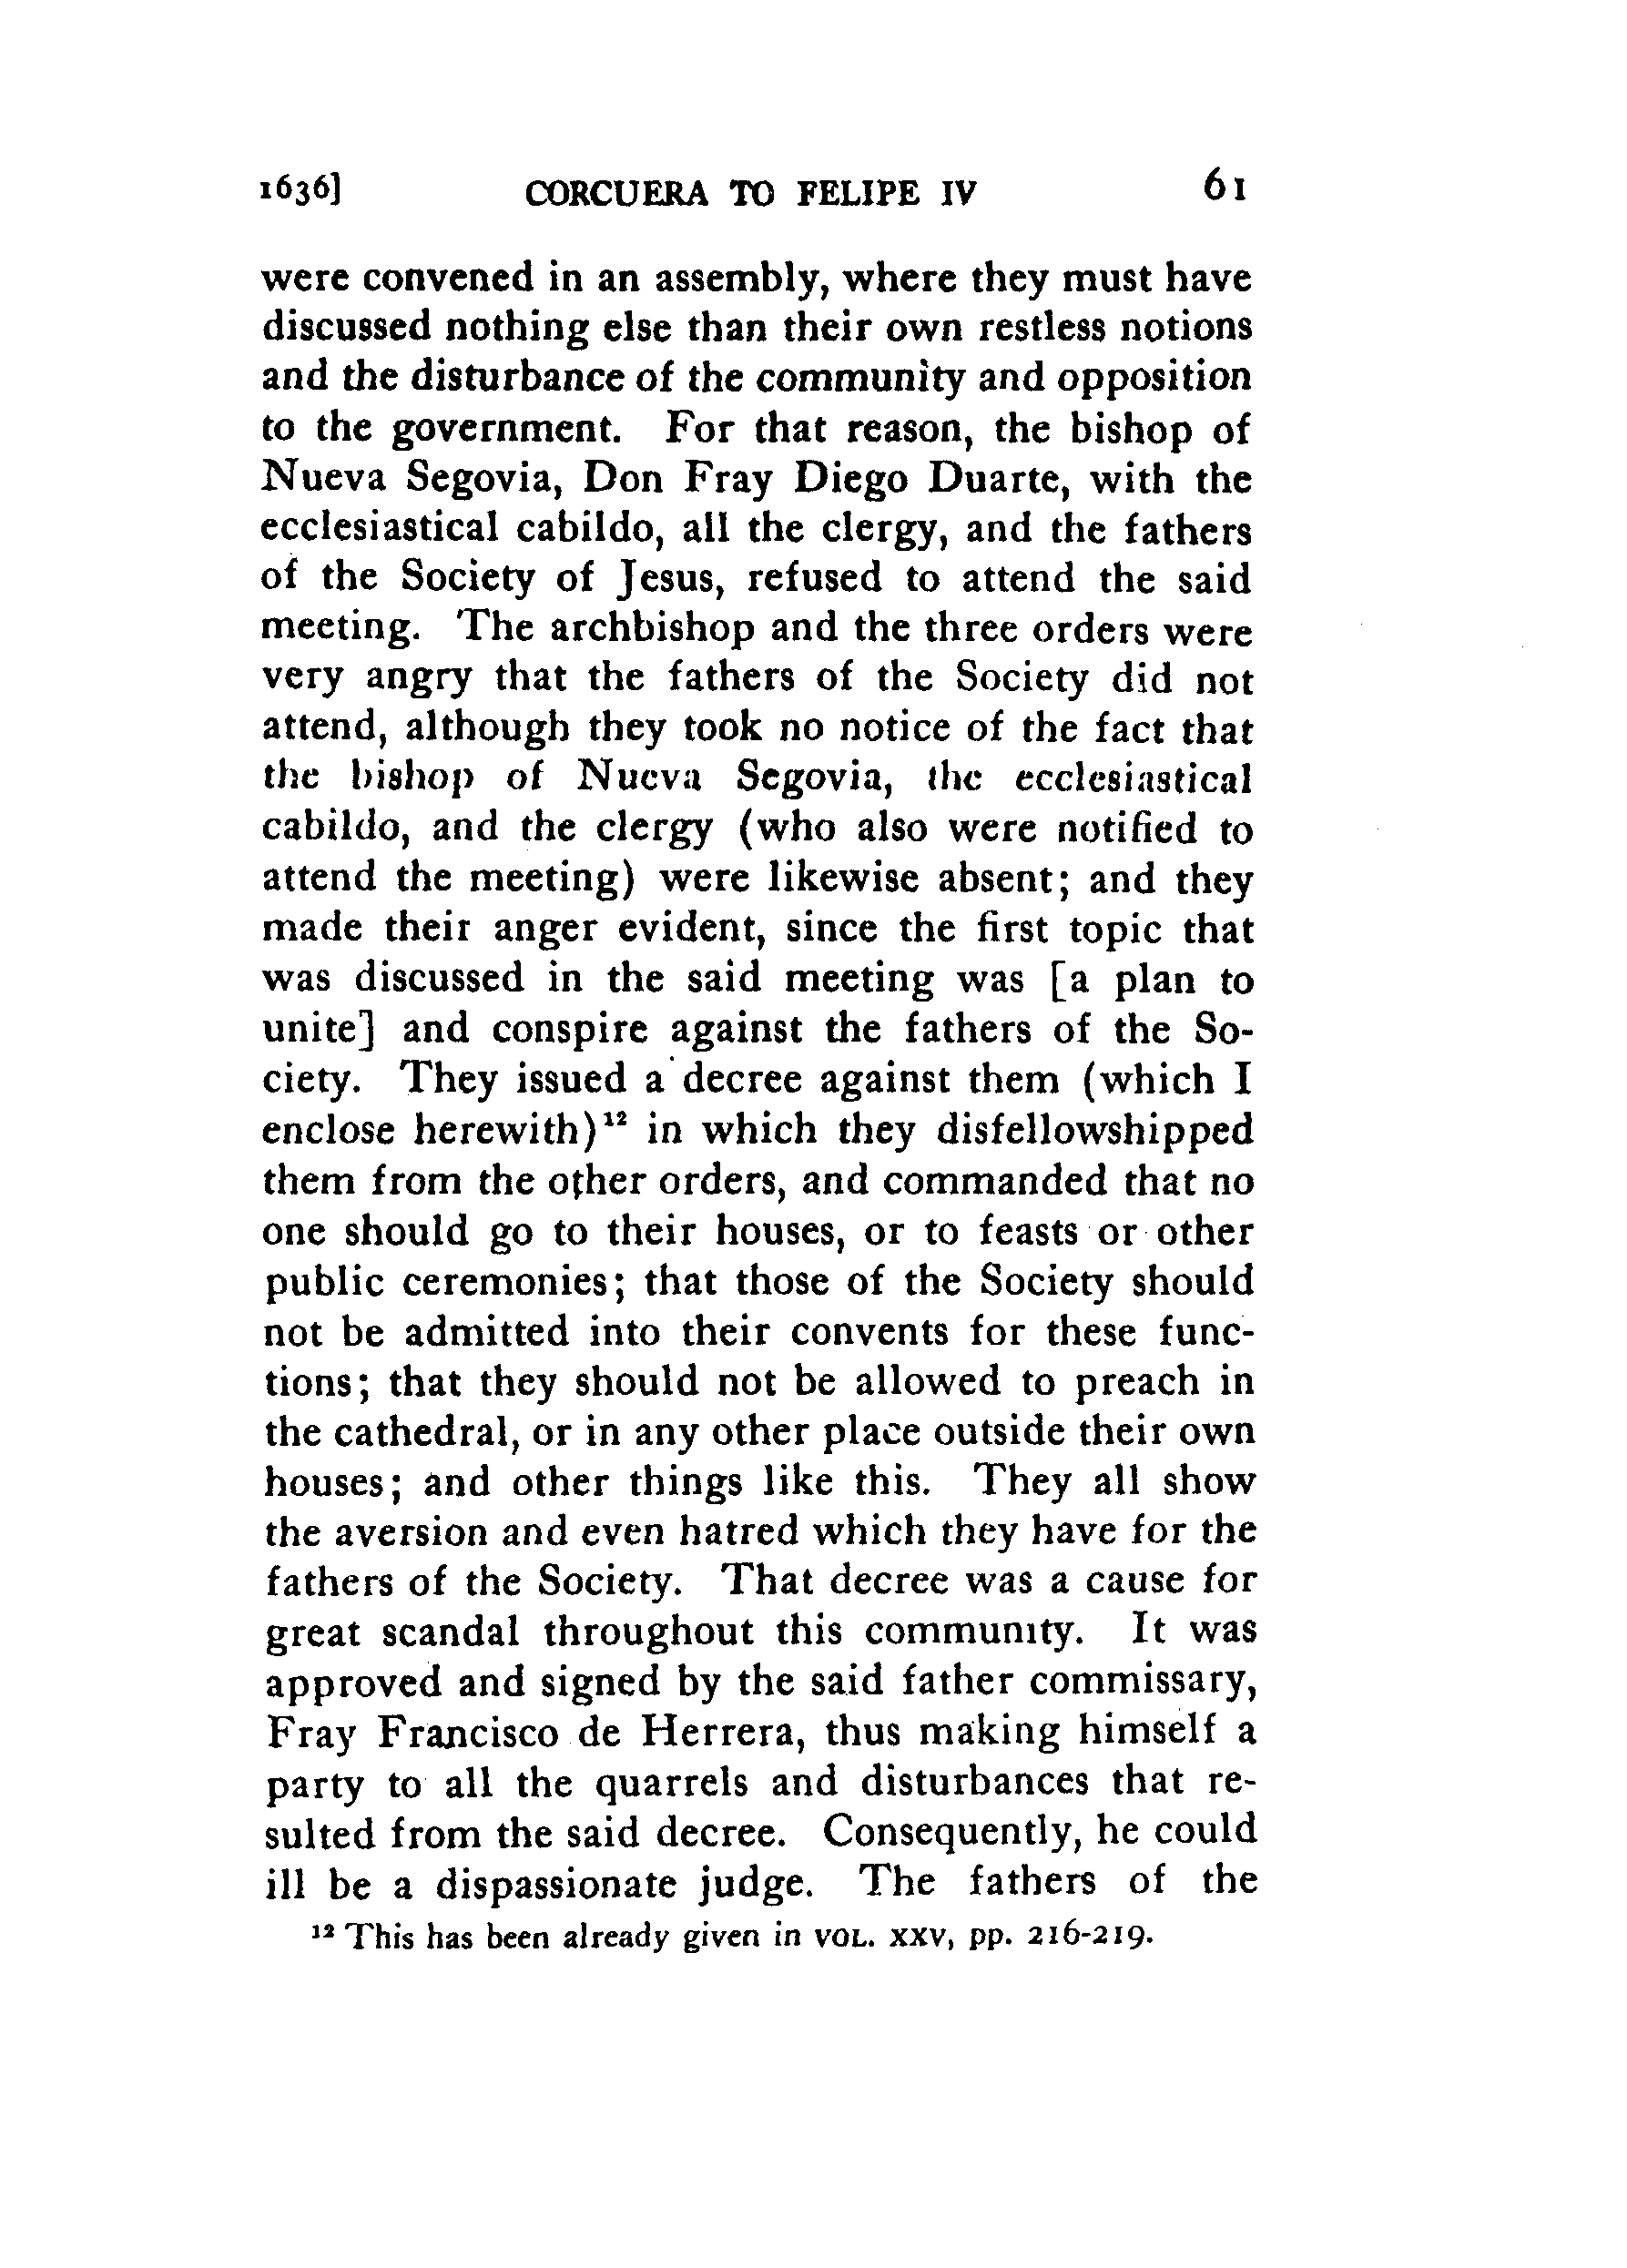 1636] CORCUERA TO FELIPE IV 61
were convened in an assembly, where they must have
discussed nothing else than their own restless notions
and the disturbance of the community and opposition
to the government. For that reason, the bishop of
Nueva Segovia, Don Fray Diego Duarte, with the
ecclesiastical cabildo, all the clergy, and the fathers
of the Society of Jesus, refused to attend the said
meeting. The archbishop and the three orders were
very angry that the fathers of the Society did not
attend, although they took no notice of the fact that
the bishop of Nueva Segovia, the ecclesiastical
cabildo, and the clergy (who also were notified to
attend the meeting) were likewise absent; and they
made their anger evident, since the first topic that
was discussed in the said meeting was [a plan to
unite] and conspire against the fathers of the So-
ciety. They issued a decree against them (which I
enclose herewith)¹² in which they disfellowshipped
them from the other orders, and commanded that no
one should go to their houses, or to feasts or other
public ceremonies; that those of the Society should
not be admitted into their convents for these func-
tions; that they should not be allowed to preach in
the cathedral, or in any other place outside their own
houses; and other things like this. They all show
the aversion and even hatred which they have for the
fathers of the Society. That decree was a cause for
great scandal throughout this community. It was
approved and signed by the said father commissary,
Fray Francisco de Herrera, thus making himself a
party to all the quarrels and disturbances that re-
sulted from the said decree. Consequently, he could
ill be a dispassionate judge. The fathers of the
¹² This has been already given in VOL. XXV, pp. 216-219.